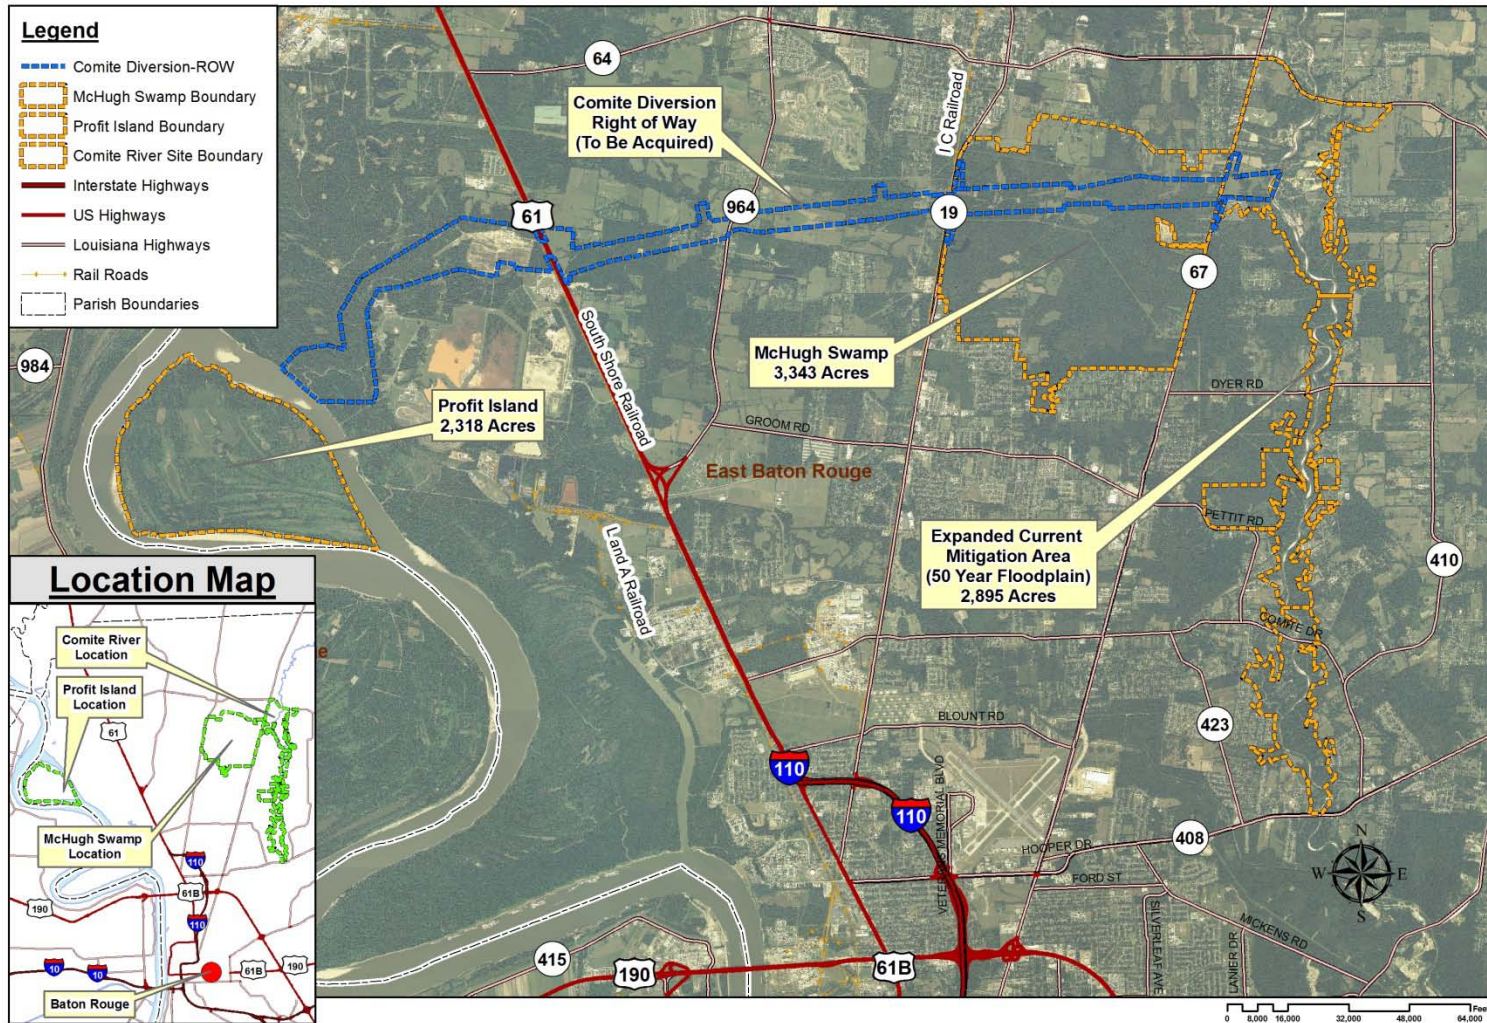 Legend
Comite Diversion-ROW
McHugh Swamp Boundary
Profit Island Boundary
Comite River Site Boundary
Interstate Highways
US Highways
Louisiana Highways
Rail Roads
Parish Boundaries
64
Comite Diversion
Right of Way
(To Be Acquired)
I C Railroad
964
61
19
67
984
Profit Island
2,318 Acres
South Shore Railroad
McHugh Swamp
3,343 Acres
DYER RD
GROOM RD
East Baton Rouge
PETTIT RD
Expanded Current
Mitigation Area
(50 Year Floodplain)
2,895 Acres
410
L and A Railroad
COMITE DR
423
BLOUNT RD
110
110
VETERANS MEMORIAL BLVD
HOOPER DR
408
FORD ST
MICKENS RD
SILVERLEAF AVE
LANIER DR
415
190
61B
N
W
E
S
0 8,000 16,000 32,000 48,000 64,000 Feet
Location Map
Comite River
Location
Profit Island
Location
61
McHugh Swamp
Location
110
61B
190
110
10
10
61B
190
Baton Rouge
e